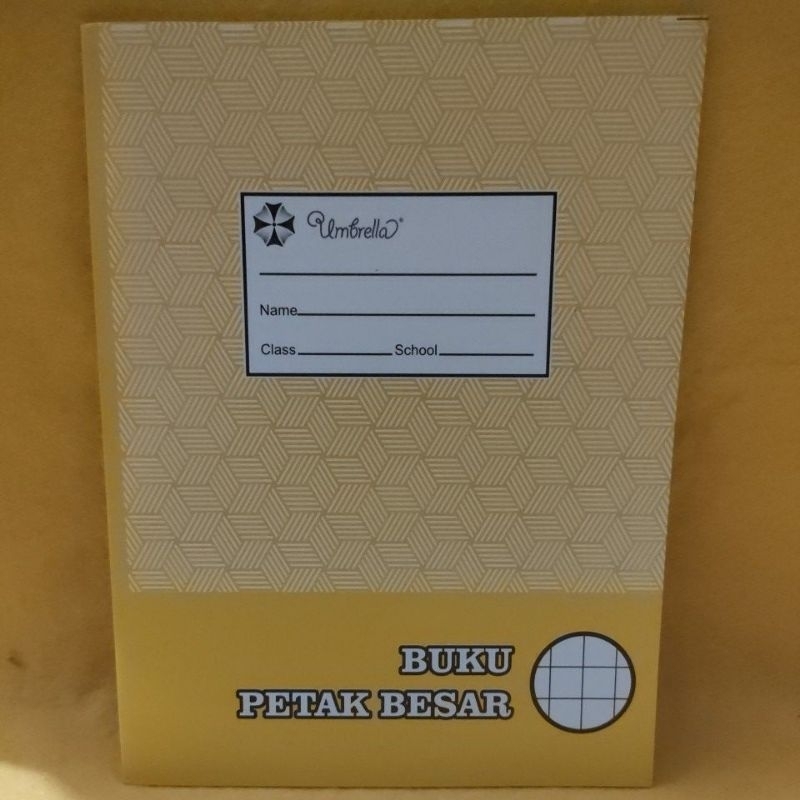 Umbrella®
Name
Class School
BUKU
PETAK BESAR